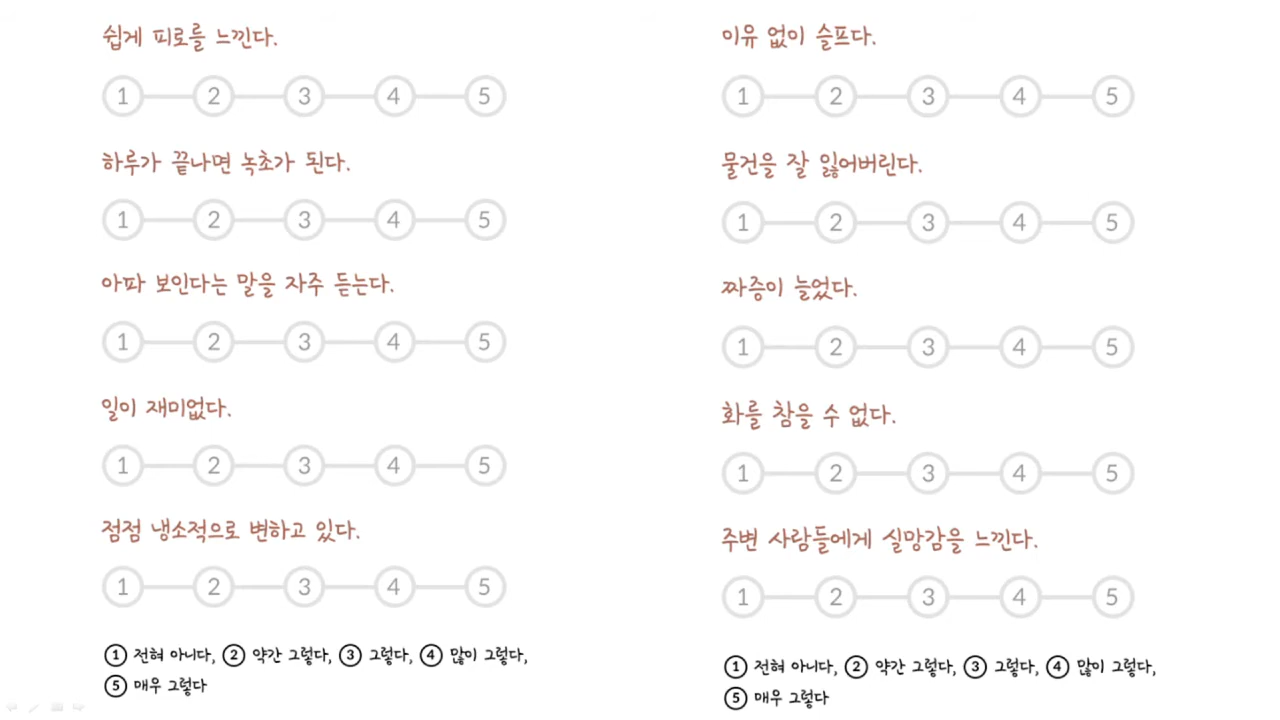 쉽게 피로를 느낀다.
1 2 3 4 5
하루가 끝나면 녹초가 된다.
1 2 3 4 5
아파 보인다는 말을 자주 듣는다.
1 2 3 4 5
일이 재미없다.
1 2 3 4 5
점점 냉소적으로 변하고 있다.
1 2 3 4 5
① 전혀 아니다, ② 약간 그렇다, ③ 그렇다, ④ 많이 그렇다,
⑤ 매우 그렇다
이유 없이 슬프다.
1 2 3 4 5
물건을 잘 잃어버린다.
1 2 3 4 5
짜증이 늘었다.
1 2 3 4 5
화를 참을 수 없다.
1 2 3 4 5
주변 사람들에게 실망감을 느낀다.
1 2 3 4 5
① 전혀 아니다, ② 약간 그렇다, ③ 그렇다, ④ 많이 그렇다,
⑤ 매우 그렇다